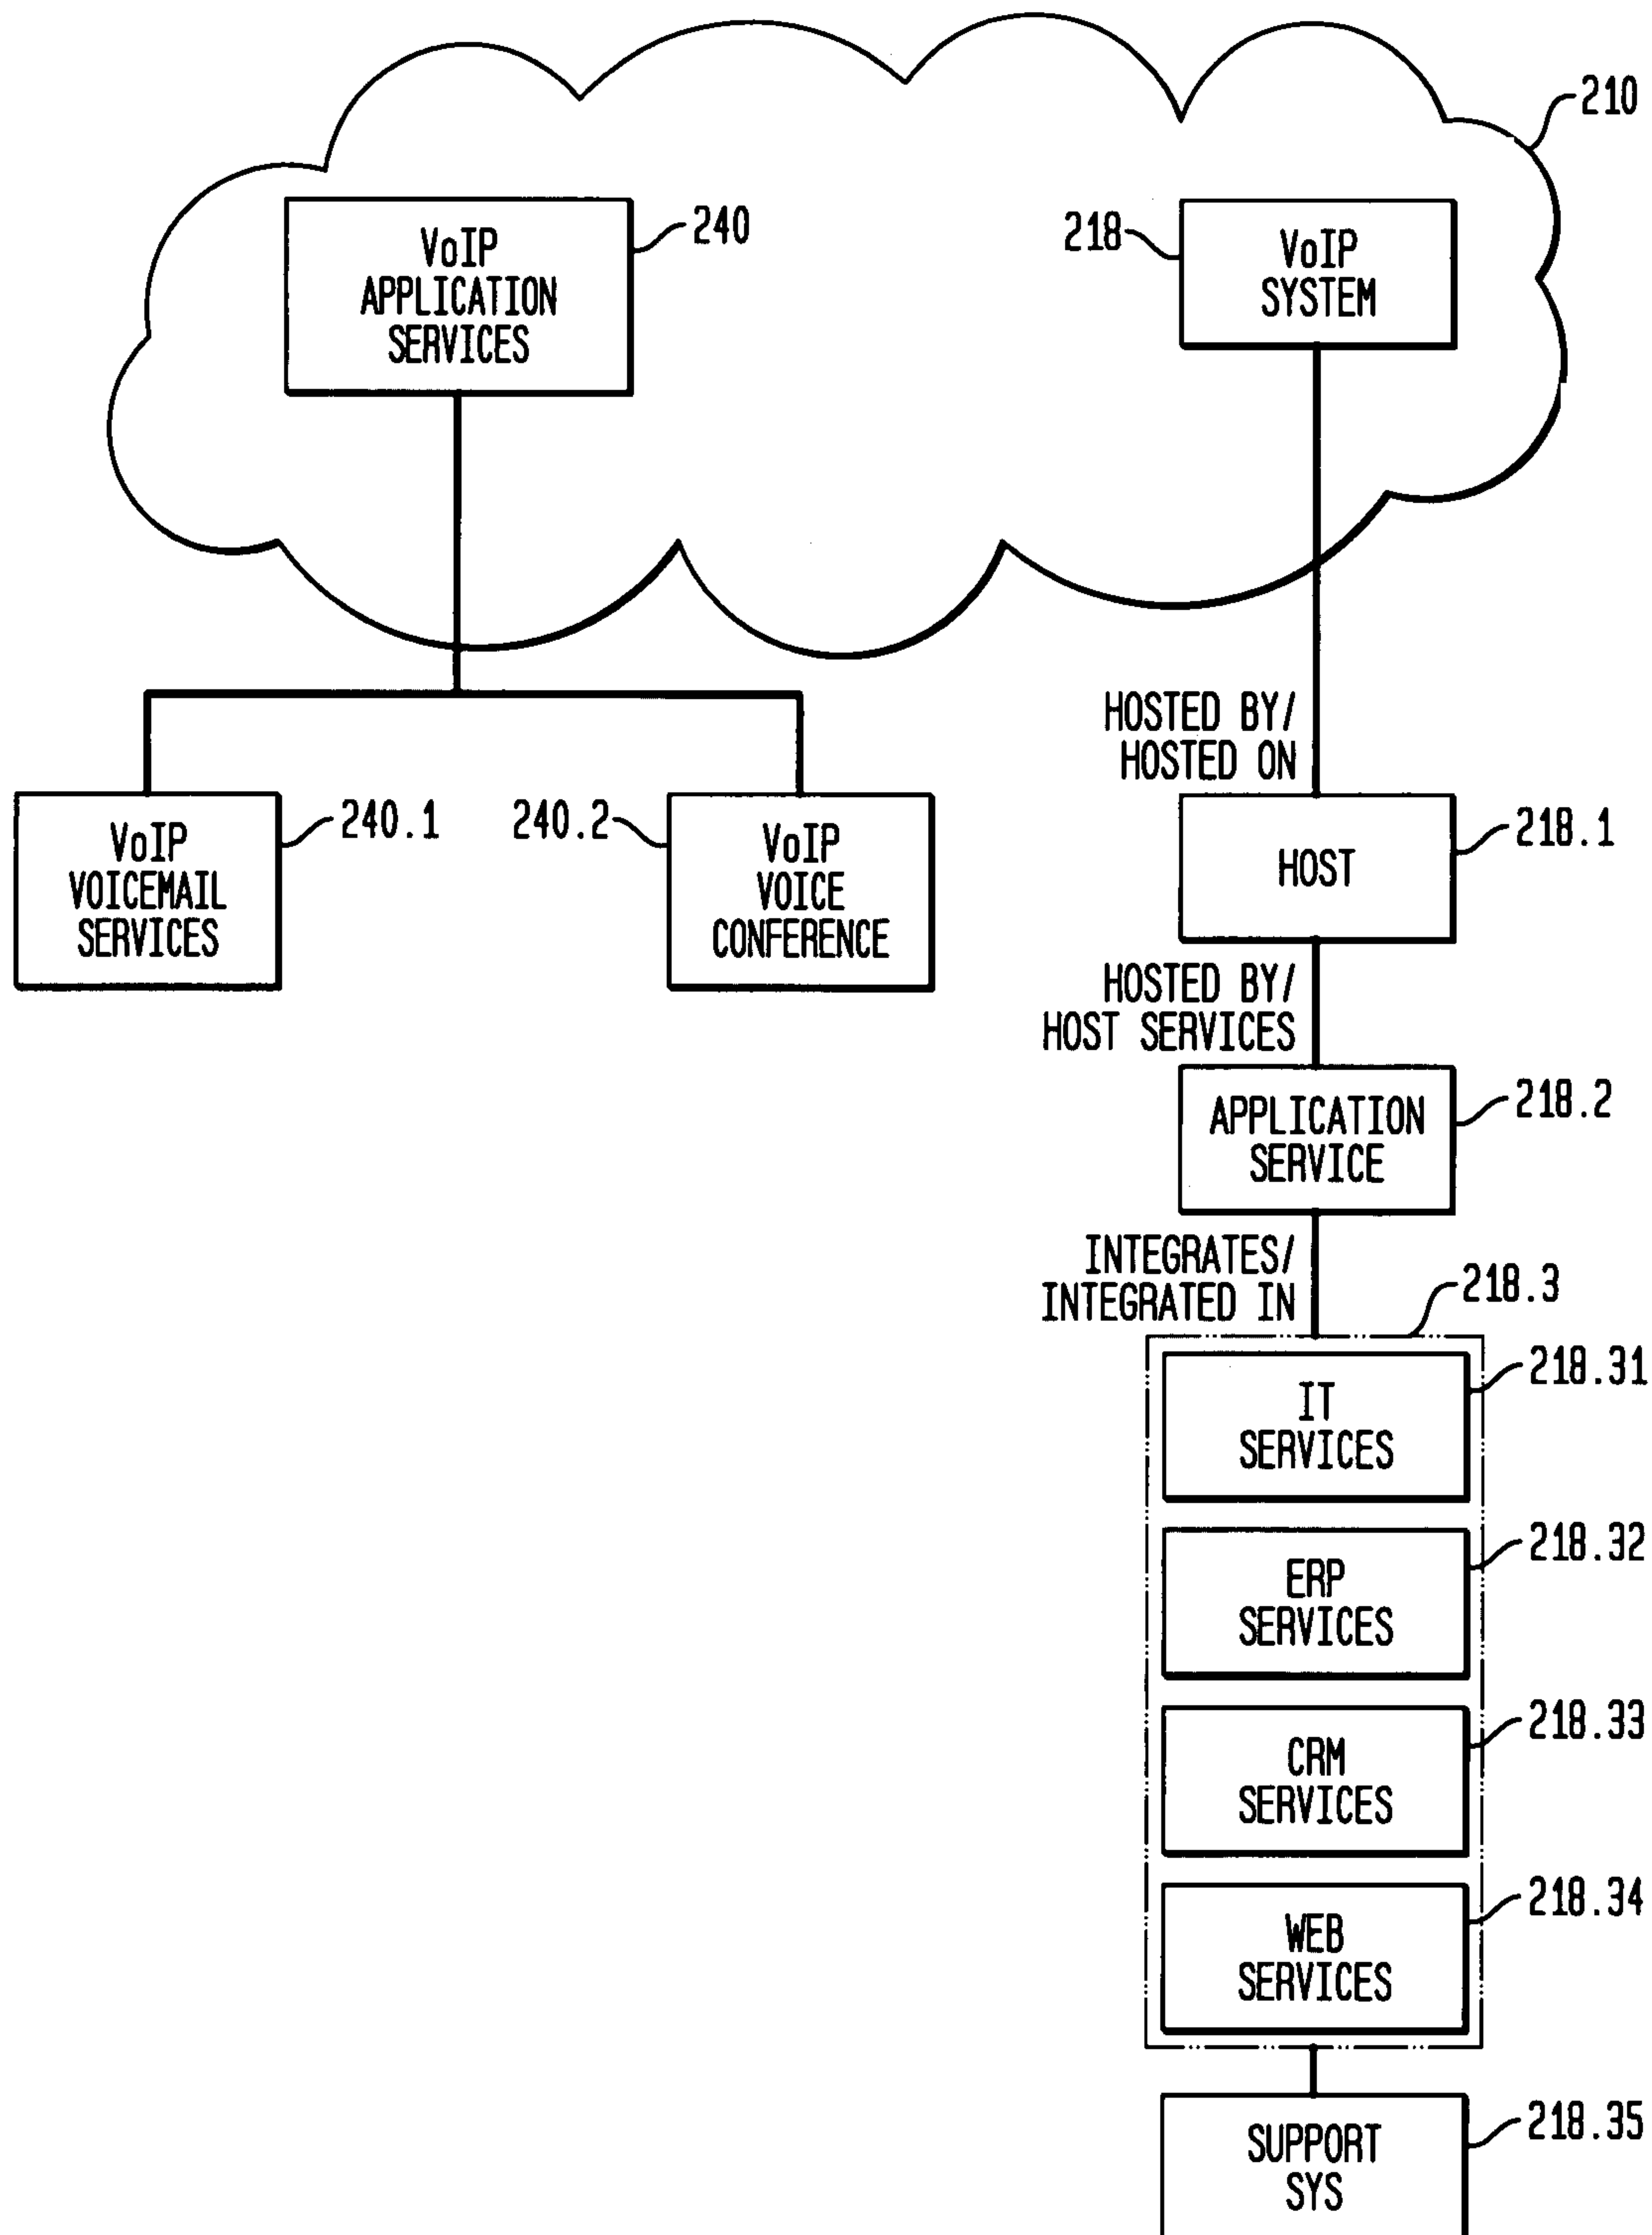 210
VoIP
APPLICATION
SERVICES
240
218
VoIP
SYSTEM
HOSTED BY/
HOSTED ON
VoIP
VOICEMAIL
SERVICES
240.1
240.2
VoIP
VOICE
CONFERENCE
HOST
218.1
HOSTED BY/
HOST SERVICES
APPLICATION
SERVICE
218.2
INTEGRATES/
INTEGRATED IN
218.3
IT
SERVICES
218.31
ERP
SERVICES
218.32
CRM
SERVICES
218.33
WEB
SERVICES
218.34
SUPPORT
SYS
218.35